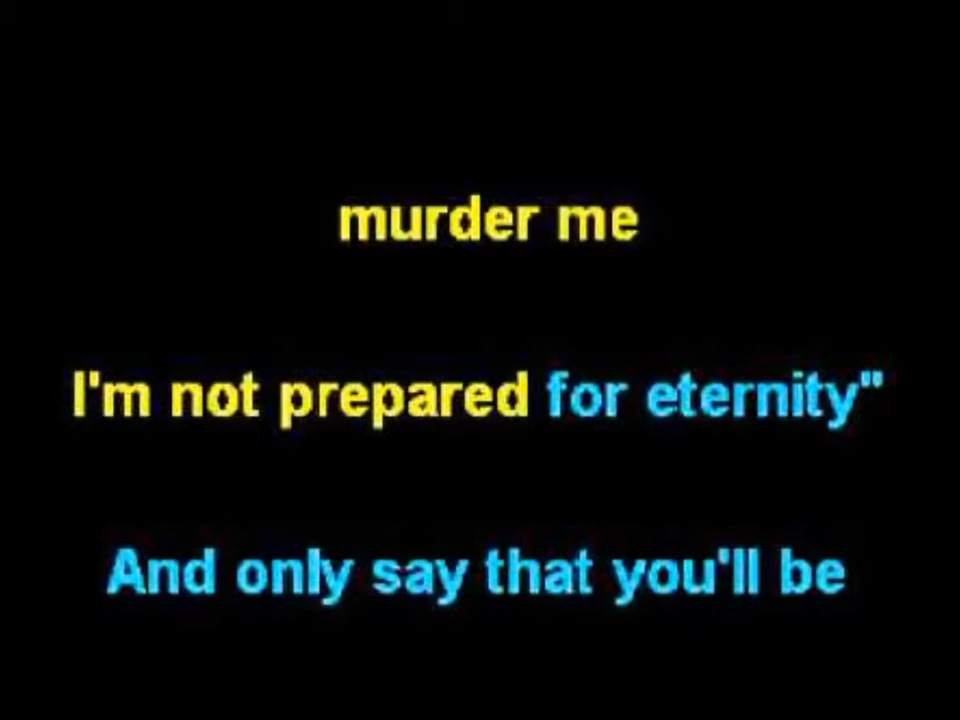 murder me
I'm not prepared for eternity"
And only say that you'll be